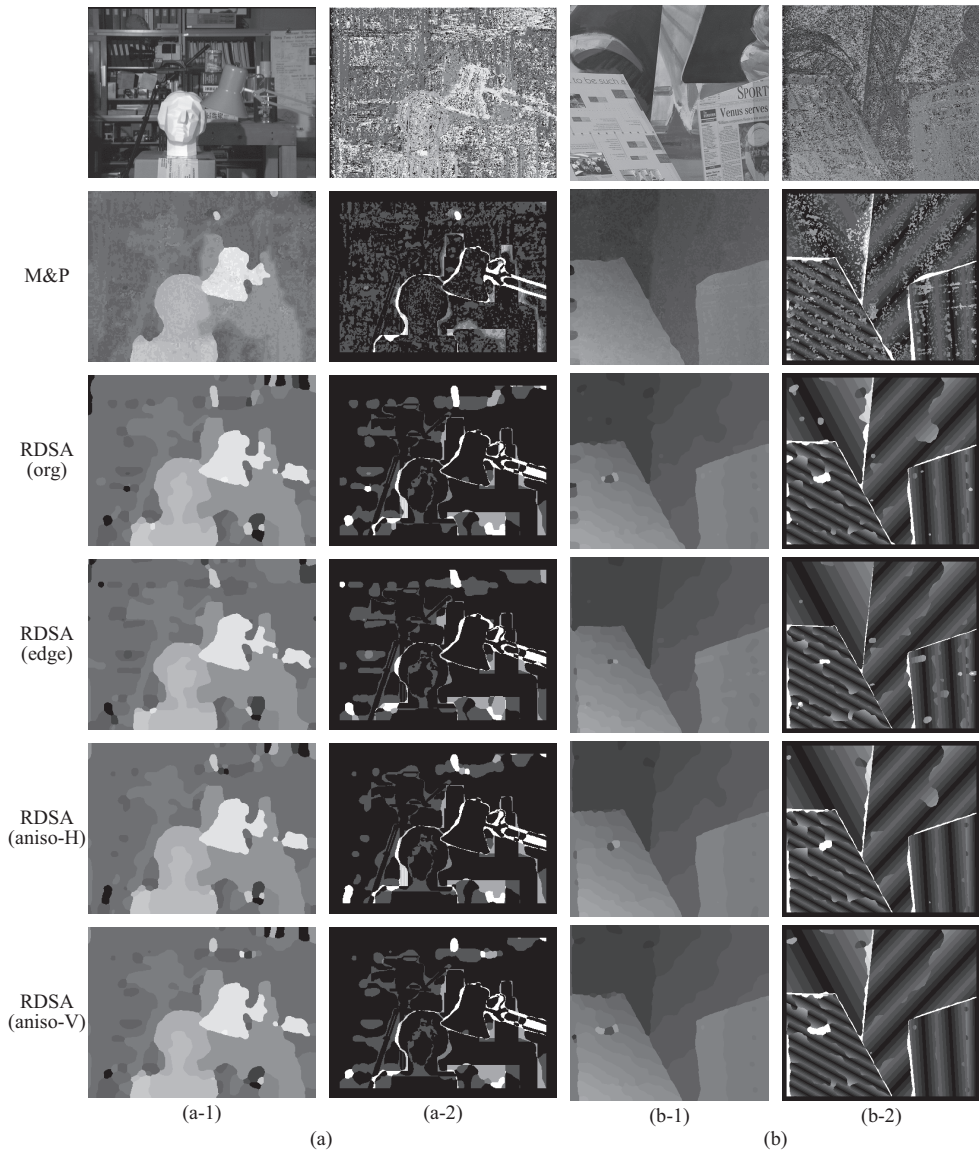 to be such a
SPORT
Venus serves
M&P
RDSA
(org)
RDSA
(edge)
RDSA
(aniso-H)
RDSA
(aniso-V)
(a-1)
(a-2)
(b-1)
(b-2)
(a)
(b)